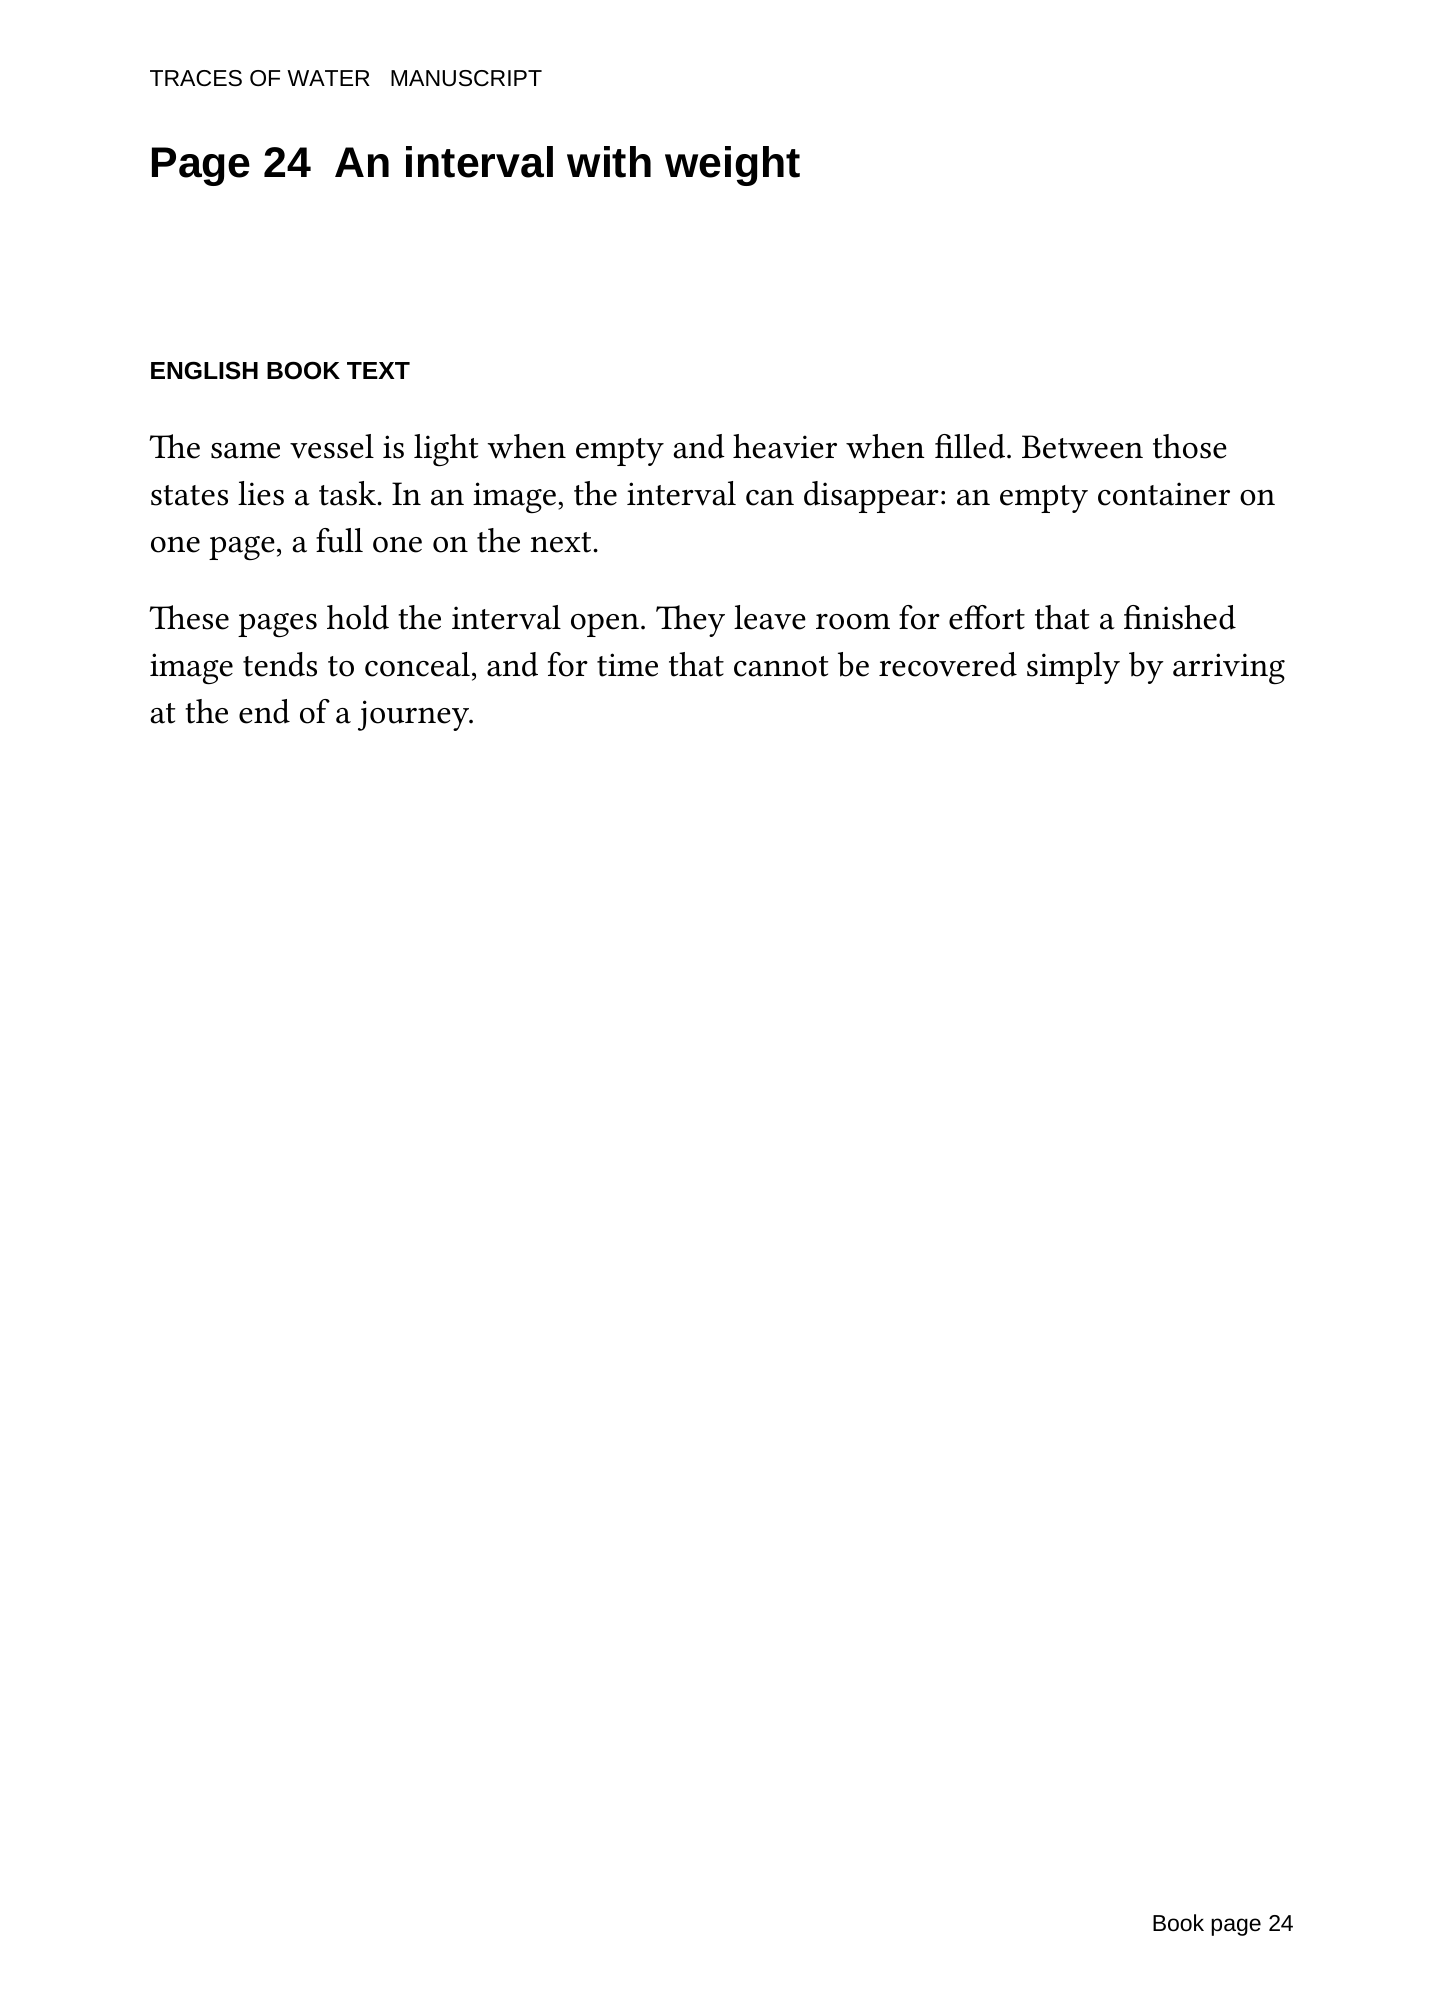 TRACES OF WATER   MANUSCRIPT
Page 24  An interval with weight
ENGLISH BOOK TEXT
The same vessel is light when empty and heavier when filled. Between those
states lies a task. In an image, the interval can disappear: an empty container on
one page, a full one on the next.
These pages hold the interval open. They leave room for effort that a finished
image tends to conceal, and for time that cannot be recovered simply by arriving
at the end of a journey.
Book page 24